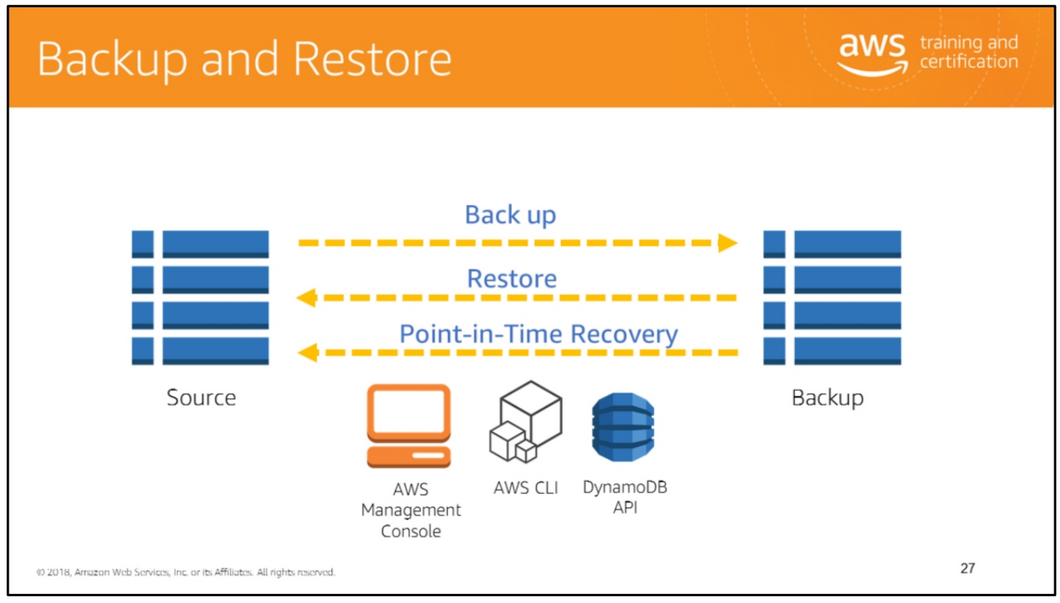 Backup and Restore
aws training and
certification
Back up
Restore
Point-in-Time Recovery
Source
Backup
AWS
Management
Console
AWS CLI
DynamoDB
API
© 2018, Amazon Web Services, Inc. or its Affiliates. All rights reserved.
27